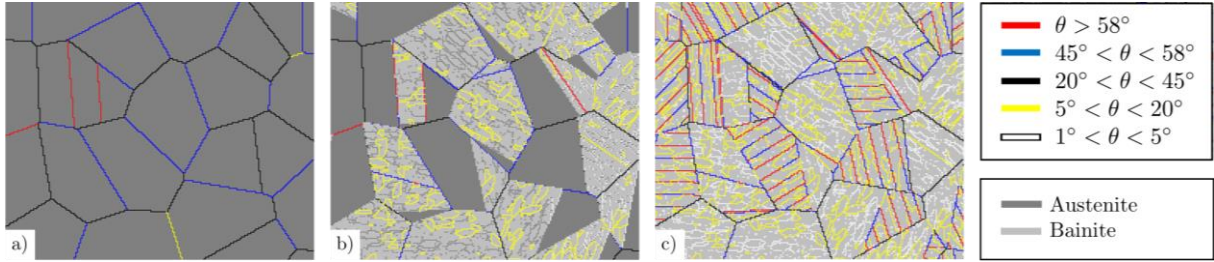 a)
b)
c)
θ > 58°
45° < θ < 58°
20° < θ < 45°
5° < θ < 20°
1° < θ < 5°
Austenite
Bainite